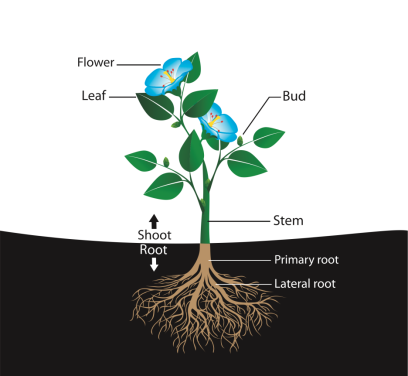 Flower
Leaf
Bud
Stem
Shoot
Root
Primary root
Lateral root